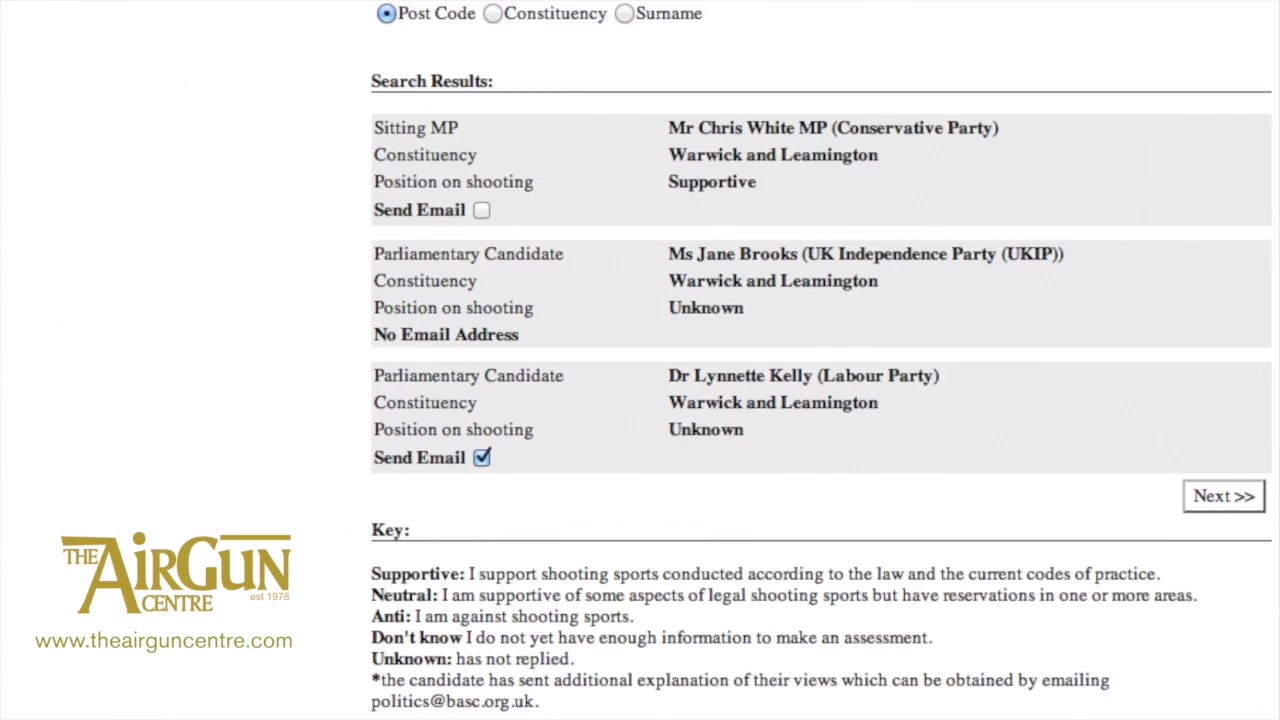 Post Code Constituency Surname
Search Results:
Sitting MP Mr Chris White MP (Conservative Party)
Constituency Warwick and Leamington
Position on shooting Supportive
Send Email
Parliamentary Candidate Ms Jane Brooks (UK Independence Party (UKIP))
Constituency Warwick and Leamington
Position on shooting Unknown
No Email Address
Parliamentary Candidate Dr Lynnette Kelly (Labour Party)
Constituency Warwick and Leamington
Position on shooting Unknown
Send Email
Next >>
Key:
Supportive: I support shooting sports conducted according to the law and the current codes of practice.
Neutral: I am supportive of some aspects of legal shooting sports but have reservations in one or more areas.
Anti: I am against shooting sports.
Don't know I do not yet have enough information to make an assessment.
Unknown: has not replied.
*the candidate has sent additional explanation of their views which can be obtained by emailing
politics@basc.org.uk.
THE AIRGUN
CENTRE est 1978
www.theairguncentre.com